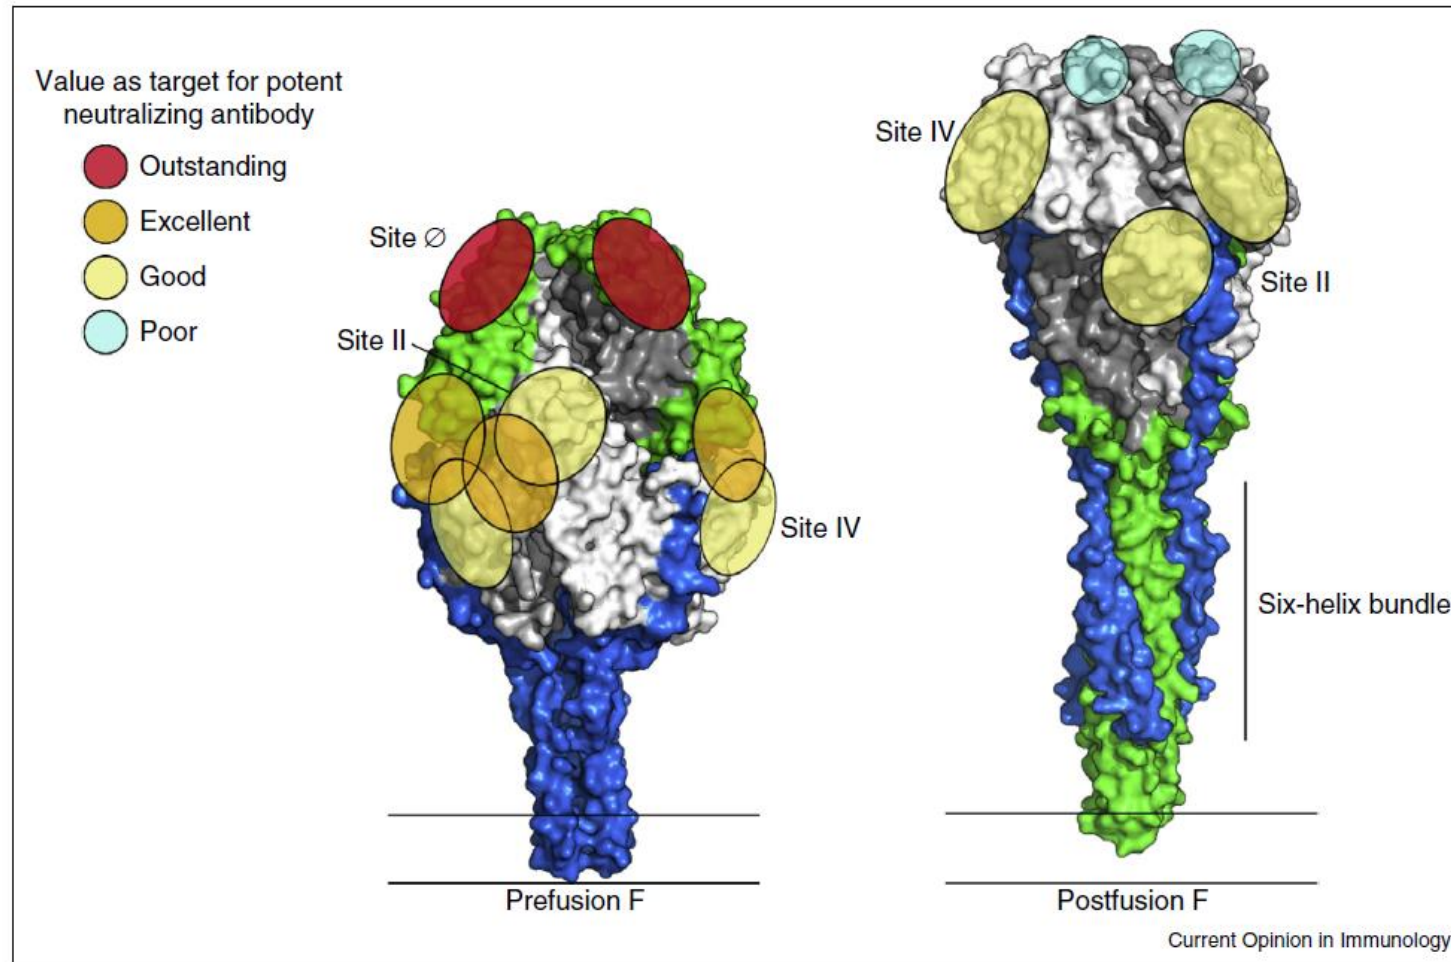 Value as target for potent
neutralizing antibody
Outstanding
Excellent
Good
Poor
Site ∅
Site II
Site IV
Prefusion F
Site IV
Site II
Six-helix bundle
Postfusion F
Current Opinion in Immunology